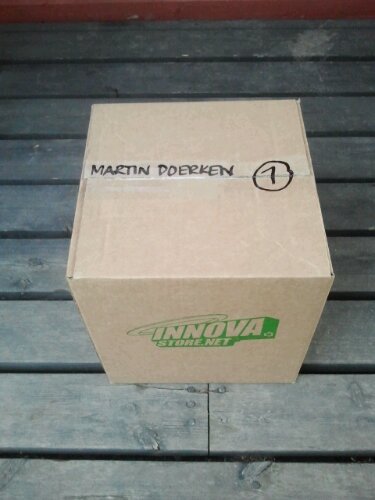 MARTIN DOERKEN 1
INNOVA
STORE.NET